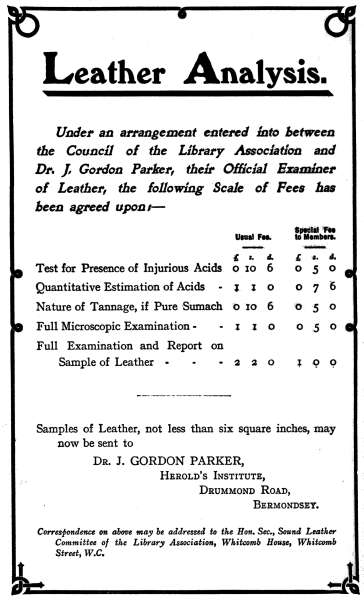 Leather Analysis.
Under an arrangement entered into between
the Council of the Library Association and
Dr. J. Gordon Parker, their Official Examiner
of Leather, the following Scale of Fees has
been agreed upon:—
Usual Fee. Special Fee to Members.
£ s. d. £ s. d.
Test for Presence of Injurious Acids 0 10 6 0 5 0
Quantitative Estimation of Acids - 1 1 0 0 7 6
Nature of Tannage, if Pure Sumach 0 10 6 0 5 0
Full Microscopic Examination - - 1 1 0 0 5 0
Full Examination and Report on
Sample of Leather - - - 2 2 0 1 0 0
Samples of Leather, not less than six square inches, may
now be sent to
Dr. J. GORDON PARKER,
Herold's Institute,
Drummond Road,
Bermondsey.
Correspondence on above may be addressed to the Hon. Sec., Sound Leather
Committee of the Library Association, Whitcomb House, Whitcomb
Street, W.C.